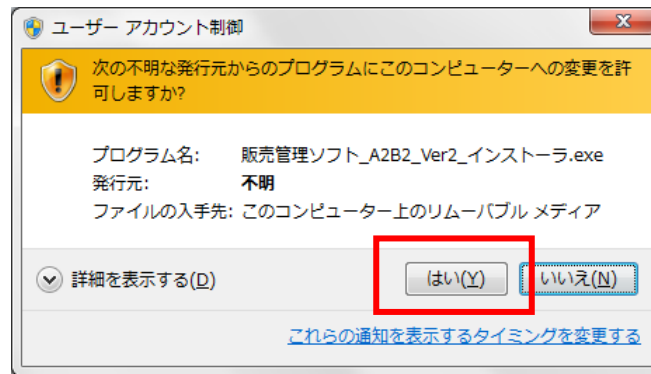 ユーザー アカウント制御
次の不明な発行元からのプログラムにこのコンピューターへの変更を許
可しますか?
プログラム名: 販売管理ソフト_A2B2_Ver2_インストーラ.exe
発行元: 不明
ファイルの入手先: このコンピューター上のリムーバブル メディア
詳細を表示する(D) はい(Y) いいえ(N)
これらの通知を表示するタイミングを変更する